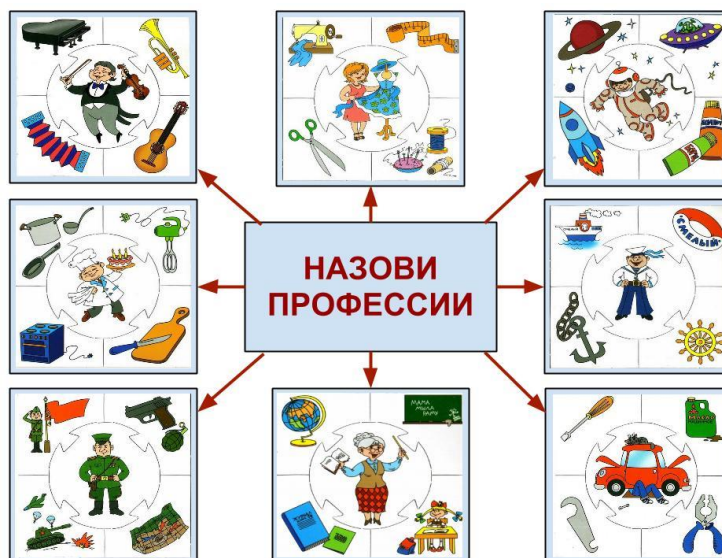 НАЗОВИ
ПРОФЕССИИ
"СМЕЛЫЙ"
МАМА
МЫЛА
РАМУ